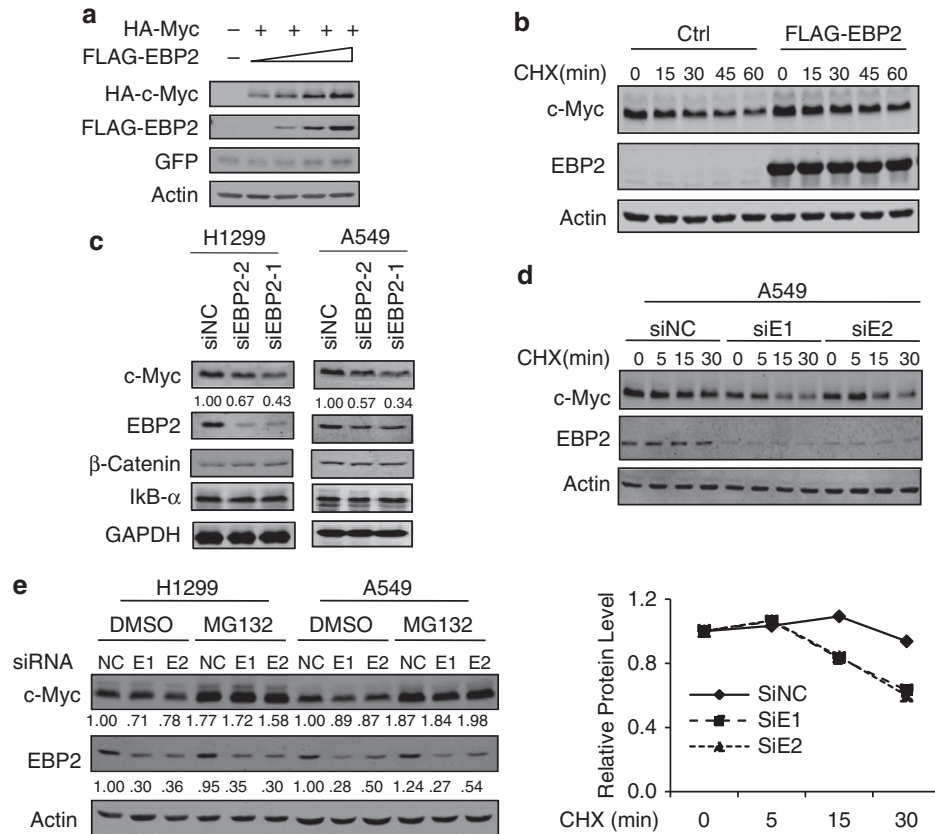 a
HA-Myc – + + + +
FLAG-EBP2 –
HA-c-Myc
FLAG-EBP2
GFP
Actin
b
Ctrl FLAG-EBP2
CHX(min) 0 15 30 45 60 0 15 30 45 60
c-Myc
EBP2
Actin
c
H1299 A549
siNC siEBP2-2 siEBP2-1 siNC siEBP2-2 siEBP2-1
c-Myc
1.00 0.67 0.43 1.00 0.57 0.34
EBP2
β-Catenin
IkB-α
GAPDH
d
A549
siNC siE1 siE2
CHX(min) 0 5 15 30 0 5 15 30 0 5 15 30
c-Myc
EBP2
Actin
Relative Protein Level
1.2
0.8
0.4
0.0
SiNC
SiE1
SiE2
CHX (min) 0 5 15 30
e
H1299 A549
DMSO MG132 DMSO MG132
siRNA NC E1 E2 NC E1 E2 NC E1 E2 NC E1 E2
c-Myc
1.00 .71 .78 1.77 1.72 1.58 1.00 .89 .87 1.87 1.84 1.98
EBP2
1.00 .30 .36 .95 .35 .30 1.00 .28 .50 1.24 .27 .54
Actin